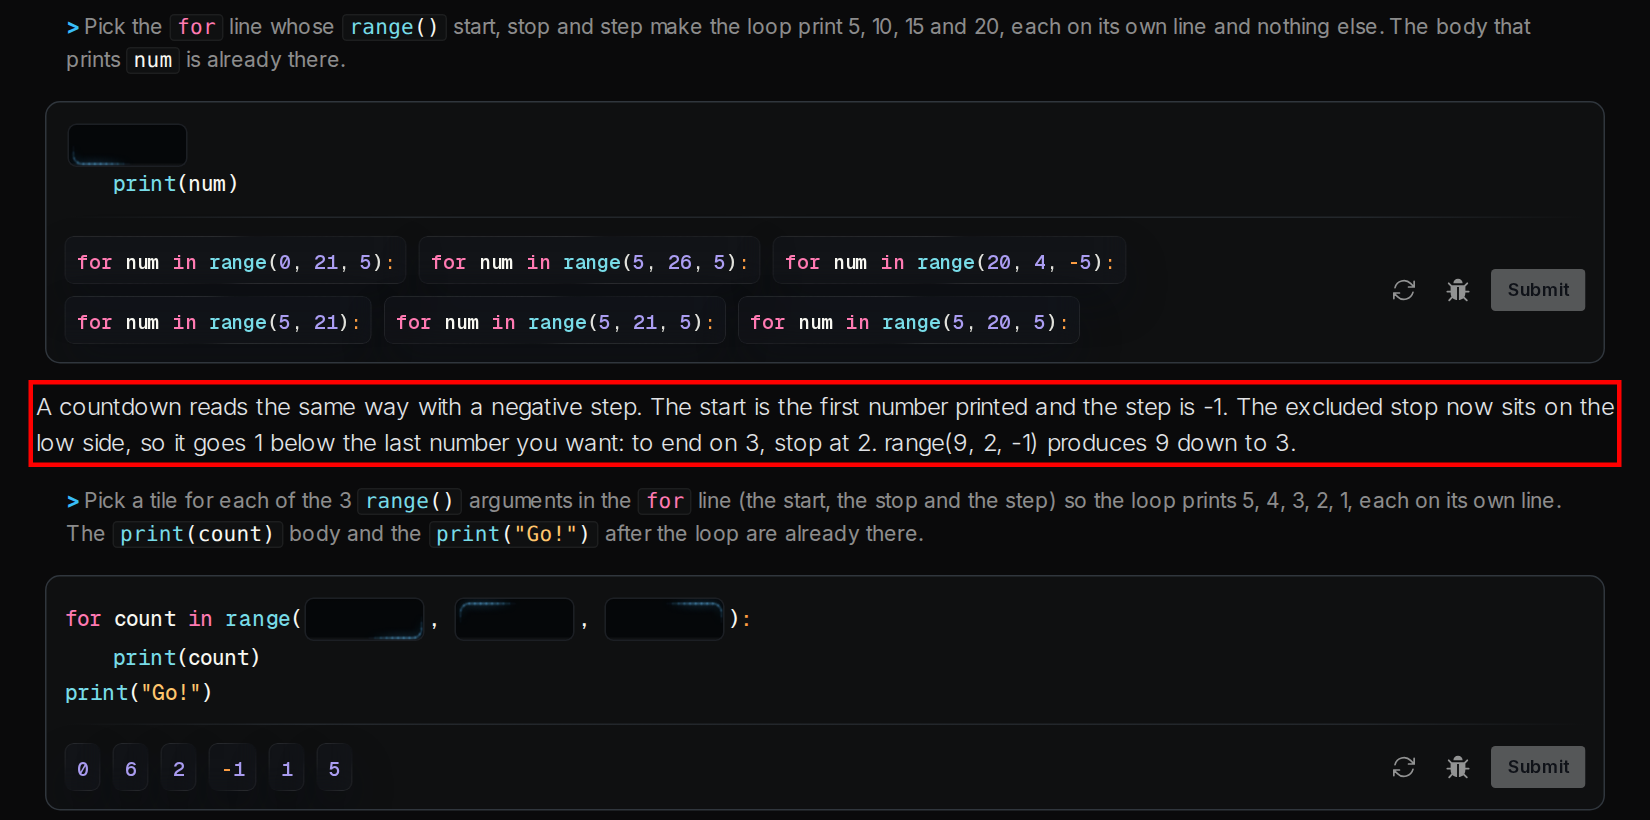 > Pick the for line whose range() start, stop and step make the loop print 5, 10, 15 and 20, each on its own line and nothing else. The body that
prints num is already there.
print(num)
for num in range(0, 21, 5): for num in range(5, 26, 5): for num in range(20, 4, -5):
for num in range(5, 21): for num in range(5, 21, 5): for num in range(5, 20, 5):
Submit
A countdown reads the same way with a negative step. The start is the first number printed and the step is -1. The excluded stop now sits on the
low side, so it goes 1 below the last number you want: to end on 3, stop at 2. range(9, 2, -1) produces 9 down to 3.
> Pick a tile for each of the 3 range() arguments in the for line (the start, the stop and the step) so the loop prints 5, 4, 3, 2, 1, each on its own line.
The print(count) body and the print("Go!") after the loop are already there.
for count in range( , , ):
print(count)
print("Go!")
0 6 2 -1 1 5
Submit